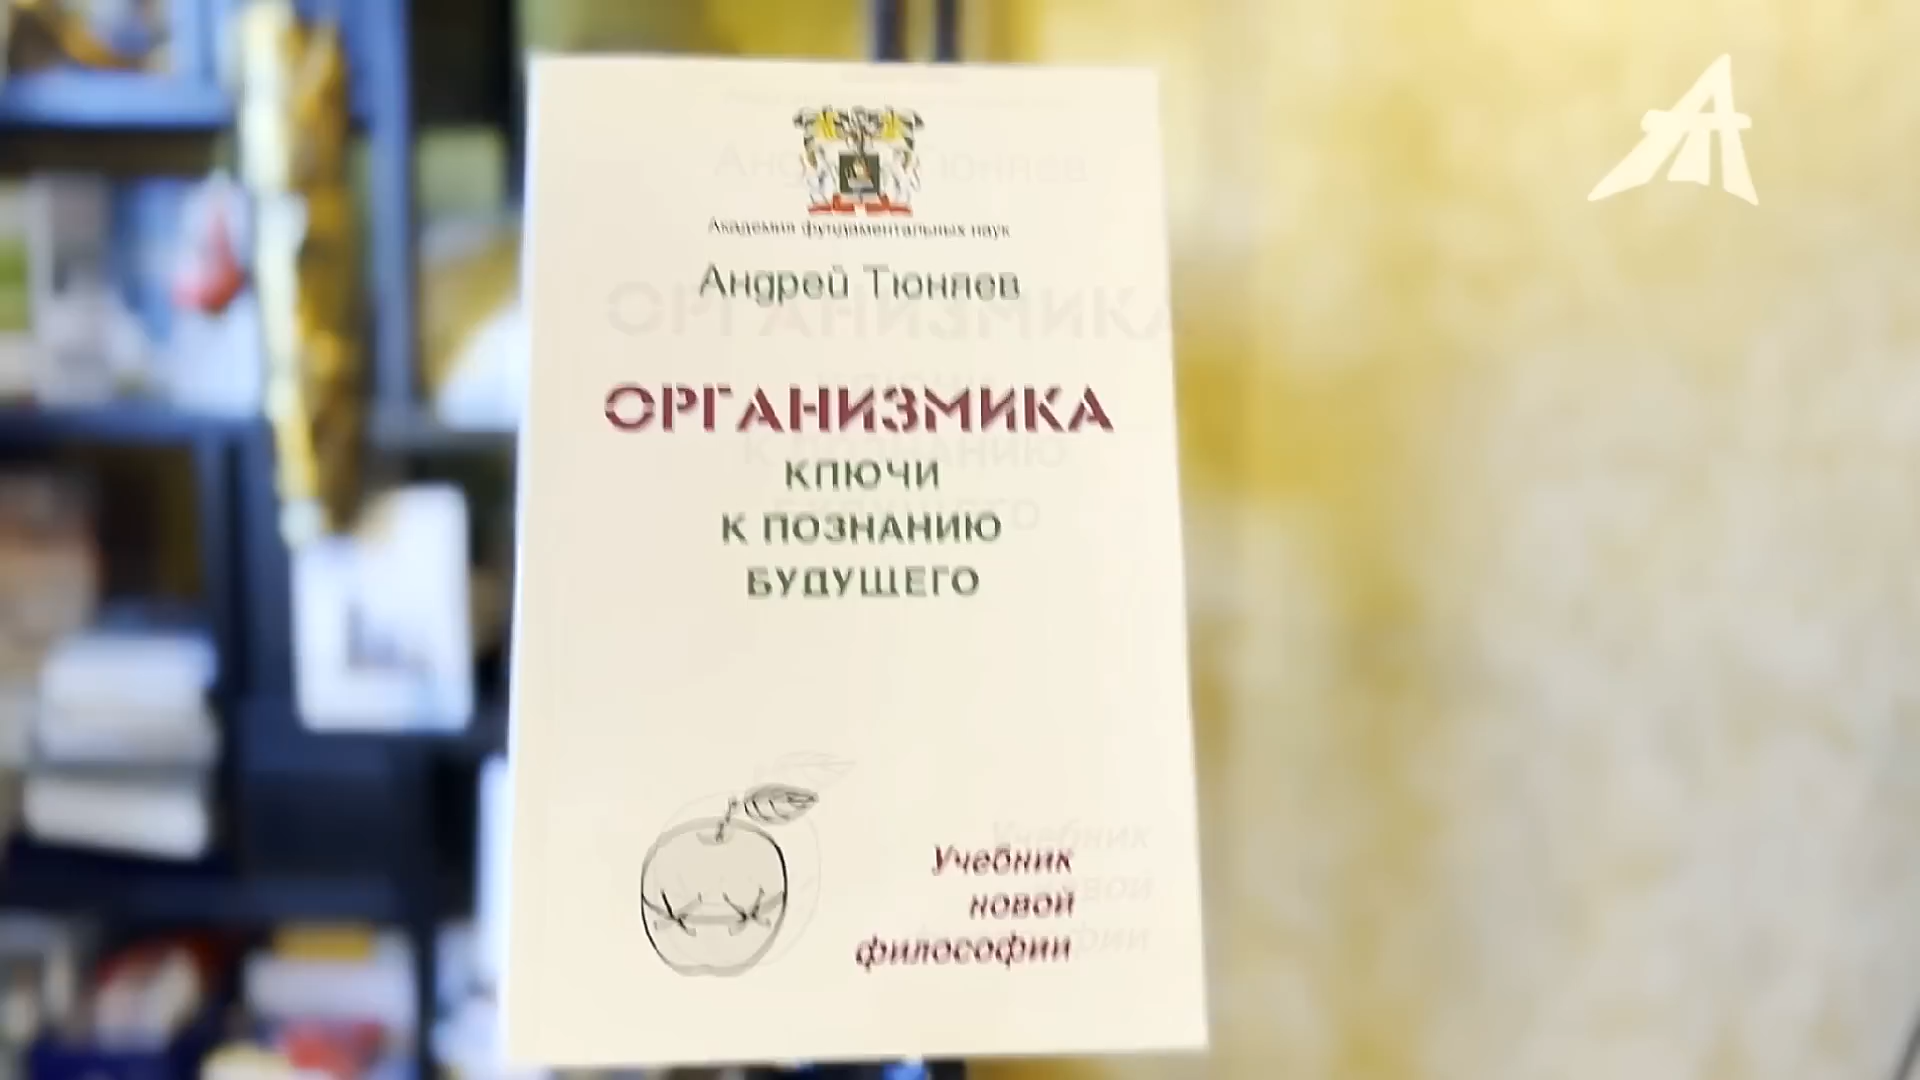 Академия фундаментальных наук
Андрей Тюняев
ОРГАНИЗМИКА
КЛЮЧИ
К ПОЗНАНИЮ
БУДУЩЕГО
Учебник
новой
философии